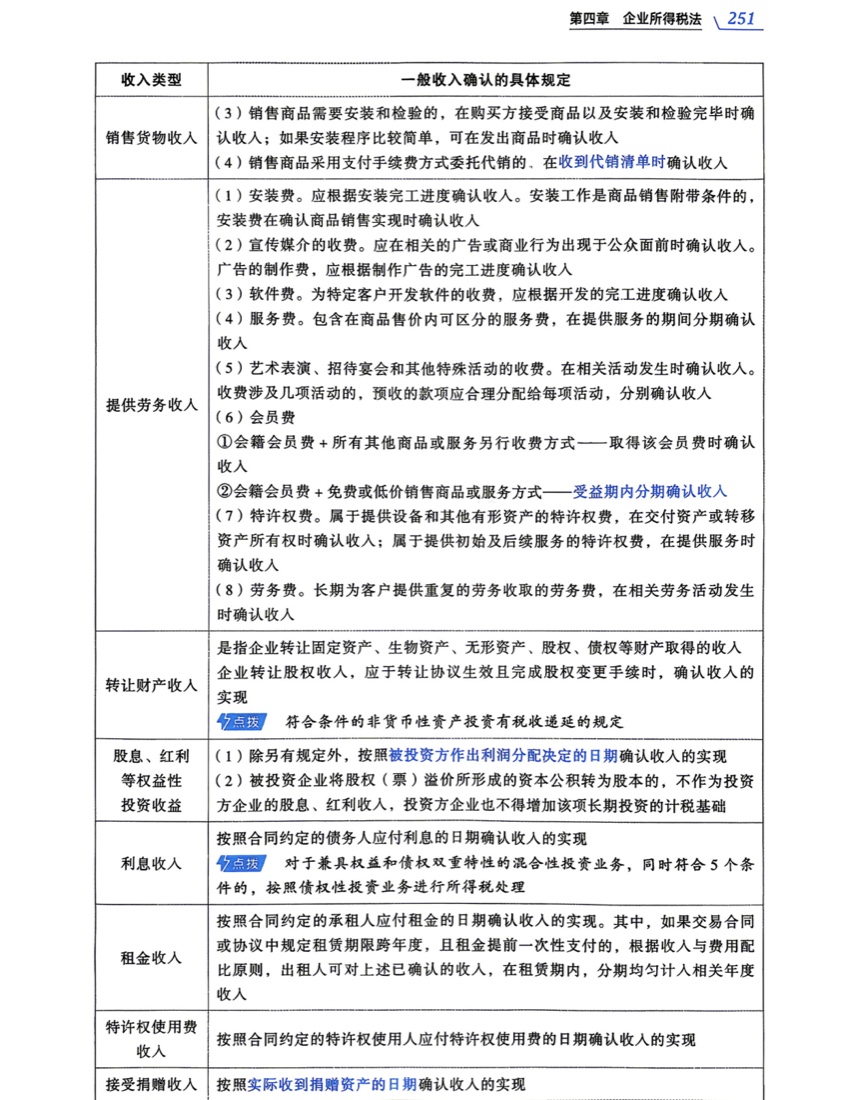 第四章 企业所得税法 251
收入类型
一般收入确认的具体规定
销售货物收入
(3)销售商品需要安装和检验的，在购买方接受商品以及安装和检验完毕时确
认收入；如果安装程序比较简单，可在发出商品时确认收入
(4)销售商品采用支付手续费方式委托代销的。在收到代销清单时确认收入
提供劳务收入
(1)安装费。应根据安装完工进度确认收入。安装工作是商品销售附带条件的，
安装费在确认商品销售实现时确认收入
(2)宣传媒介的收费。应在相关的广告或商业行为出现于公众面前时确认收入。
广告的制作费，应根据制作广告的完工进度确认收入
(3)软件费。为特定客户开发软件的收费，应根据开发的完工进度确认收入
(4)服务费。包含在商品售价内可区分的服务费，在提供服务的期间分期确认
收入
(5)艺术表演、招待宴会和其他特殊活动的收费。在相关活动发生时确认收入。
收费涉及几项活动的，预收的款项应合理分配给每项活动，分别确认收入
(6)会员费
①会籍会员费+所有其他商品或服务另行收费方式——取得该会员费时确认
收入
②会籍会员费+免费或低价销售商品或服务方式——受益期内分期确认收入
(7)特许权费。属于提供设备和其他有形资产的特许权费，在交付资产或转移
资产所有权时确认收入；属于提供初始及后续服务的特许权费，在提供服务时
确认收入
(8)劳务费。长期为客户提供重复的劳务收取的劳务费，在相关劳务活动发生
时确认收入
转让财产收入
是指企业转让固定资产、生物资产、无形资产、股权、债权等财产取得的收入
企业转让股权收入，应于转让协议生效且完成股权变更手续时，确认收入的
实现
点拨 符合条件的非货币性资产投资有税收递延的规定
股息、红利
等权益性
投资收益
(1)除另有规定外，按照被投资方作出利润分配决定的日期确认收入的实现
(2)被投资企业将股权（票）溢价所形成的资本公积转为股本的，不作为投资
方企业的股息、红利收入，投资方企业也不得增加该项长期投资的计税基础
利息收入
按照合同约定的债务人应付利息的日期确认收入的实现
点拨 对于兼具权益和债权双重特性的混合性投资业务，同时符合5个条
件的，按照债权性投资业务进行所得税处理
租金收入
按照合同约定的承租人应付租金的日期确认收入的实现。其中，如果交易合同
或协议中规定租赁期限跨年度，且租金提前一次性支付的，根据收入与费用配
比原则，出租人可对上述已确认的收入，在租赁期内，分期均匀计入相关年度
收入
特许权使用费
收入
按照合同约定的特许权使用人应付特许权使用费的日期确认收入的实现
接受捐赠收入
按照实际收到捐赠资产的日期确认收入的实现